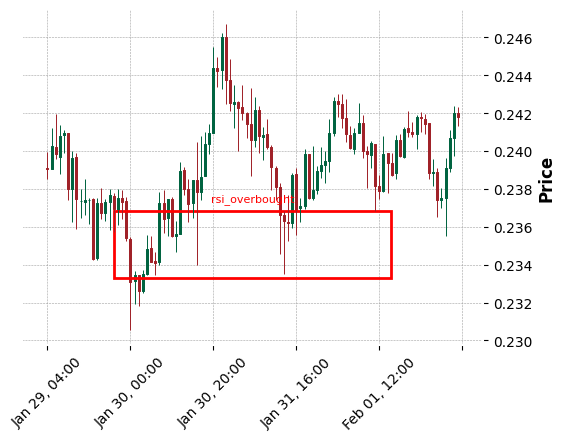 0.246
0.244
0.242
0.240
0.238
0.236
0.234
0.232
0.230
Price
rsi_overbought
Jan 29, 04:00
Jan 30, 00:00
Jan 30, 20:00
Jan 31, 16:00
Feb 01, 12:00